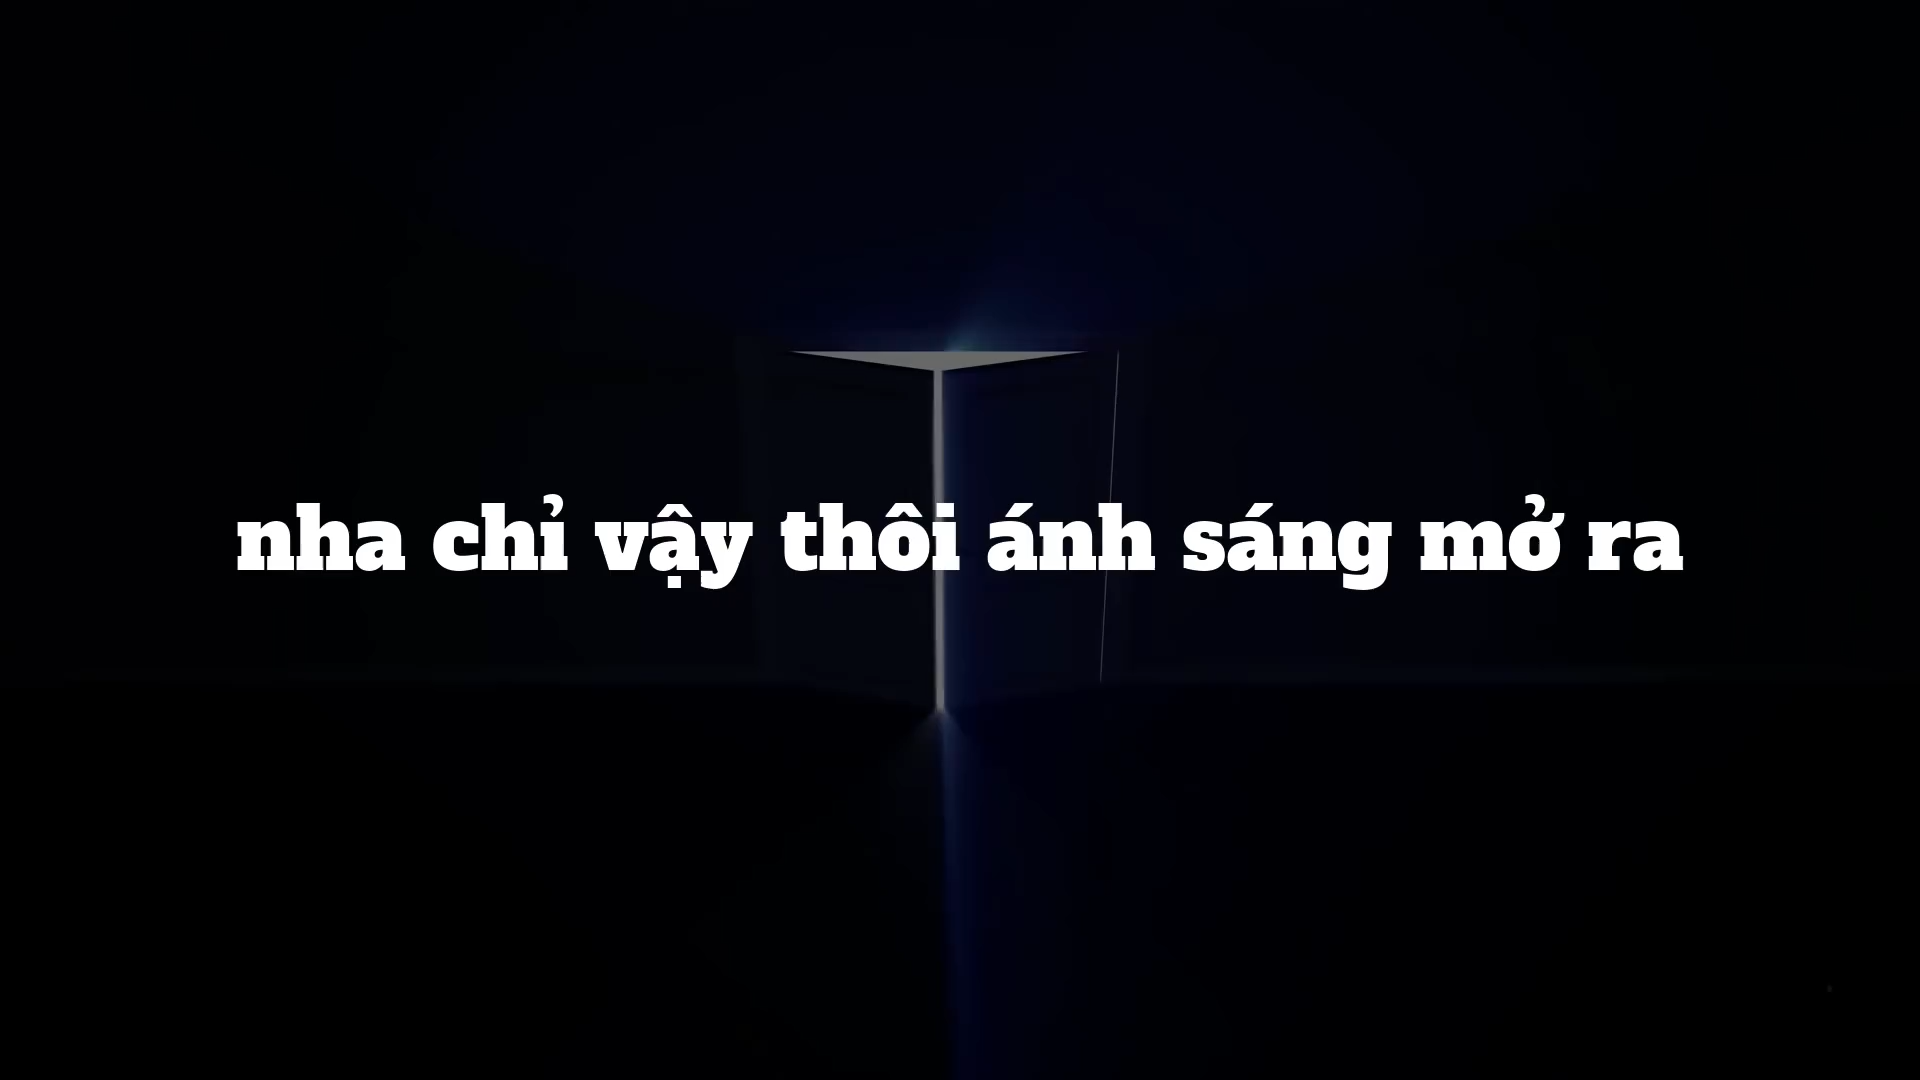 nha chỉ vậy thôi ánh sáng mở ra